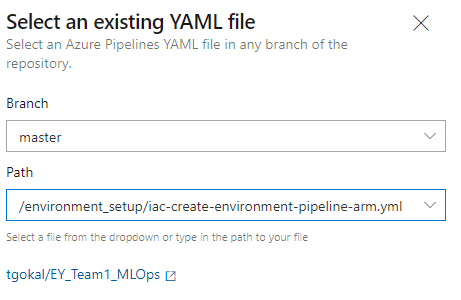 Select an existing YAML file
Select an Azure Pipelines YAML file in any branch of the
repository.
Branch
master
Path
/environment_setup/iac-create-environment-pipeline-arm.yml
Select a file from the dropdown or type in the path to your file
tgokal/EY_Team1_MLOps